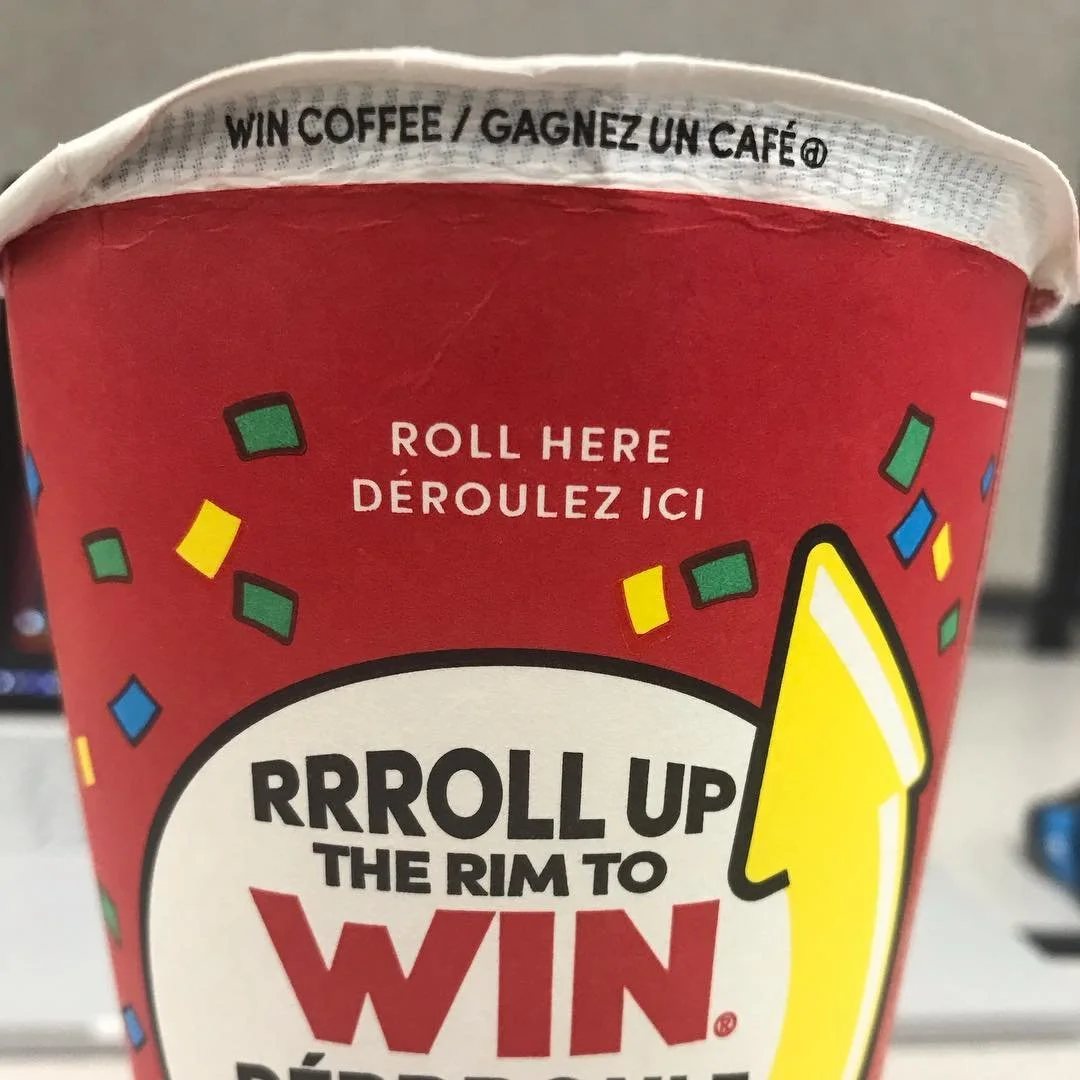 WIN COFFEE / GAGNEZ UN CAFÉ
ROLL HERE
DÉROULEZ ICI
RRROLL UP
THE RIM TO
WIN®